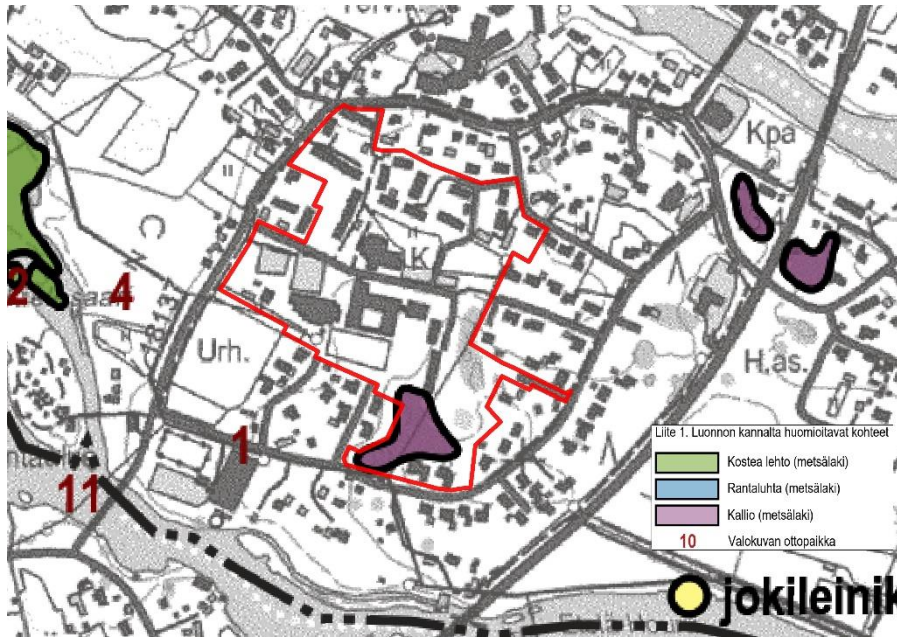 Kpa
K
2
4
18137
Urh.
H.as.
1
11
Liite 1. Luonnon kannalta huomioitavat kohteet
Kostea lehto (metsälaki)
Rantaluhta (metsälaki)
Kallio (metsälaki)
10 Valokuvan ottopaikka
jokileinik